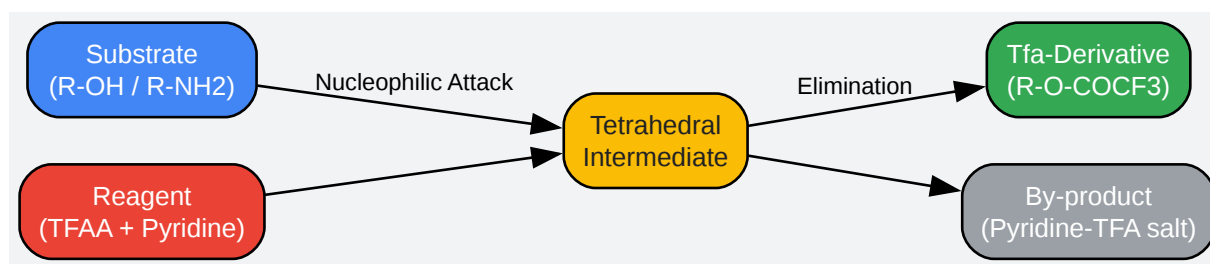 Substrate
(R-OH / R-NH2)
Nucleophilic Attack
Reagent
(TFAA + Pyridine)
Tetrahedral
Intermediate
Elimination
Tfa-Derivative
(R-O-COCF3)
By-product
(Pyridine-TFA salt)